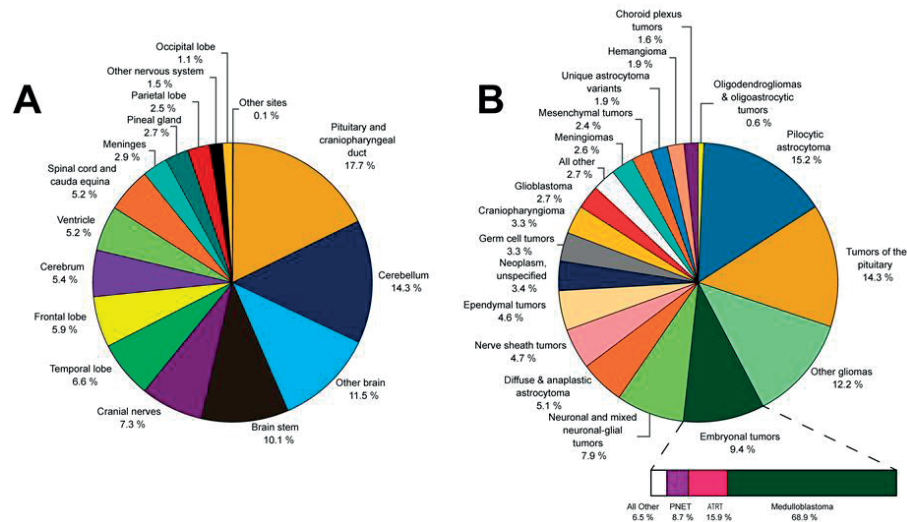 A
Occipital lobe
1.1 %
Other nervous system
1.5 %
Parietal lobe
2.5 %
Pineal gland
2.7 %
Meninges
2.9 %
Spinal cord and
cauda equina
5.2 %
Ventricle
5.2 %
Cerebrum
5.4 %
Frontal lobe
5.9 %
Temporal lobe
6.6 %
Cranial nerves
7.3 %
Brain stem
10.1 %
Other brain
11.5 %
Cerebellum
14.3 %
Pituitary and
craniopharyngeal
duct
17.7 %
Other sites
0.1 %
B
Choroid plexus
tumors
1.6 %
Hemangioma
1.9 %
Unique astrocytoma
variants
1.9 %
Mesenchymal tumors
2.4 %
Meningiomas
2.6 %
All other
2.7 %
Glioblastoma
2.7 %
Craniopharyngioma
3.3 %
Germ cell tumors
3.3 %
Neoplasm,
unspecified
3.4 %
Ependymal tumors
4.6 %
Nerve sheath tumors
4.7 %
Diffuse & anaplastic
astrocytoma
5.1 %
Neuronal and mixed
neuronal-glial
tumors
7.9 %
Embryonal tumors
9.4 %
Other gliomas
12.2 %
Tumors of the
pituitary
14.3 %
Pilocytic
astrocytoma
15.2 %
Oligodendrogliomas
& oligoastrocytic
tumors
0.6 %
All Other
6.5 %
PNET
8.7 %
ATRT
15.9 %
Medulloblastoma
68.9 %